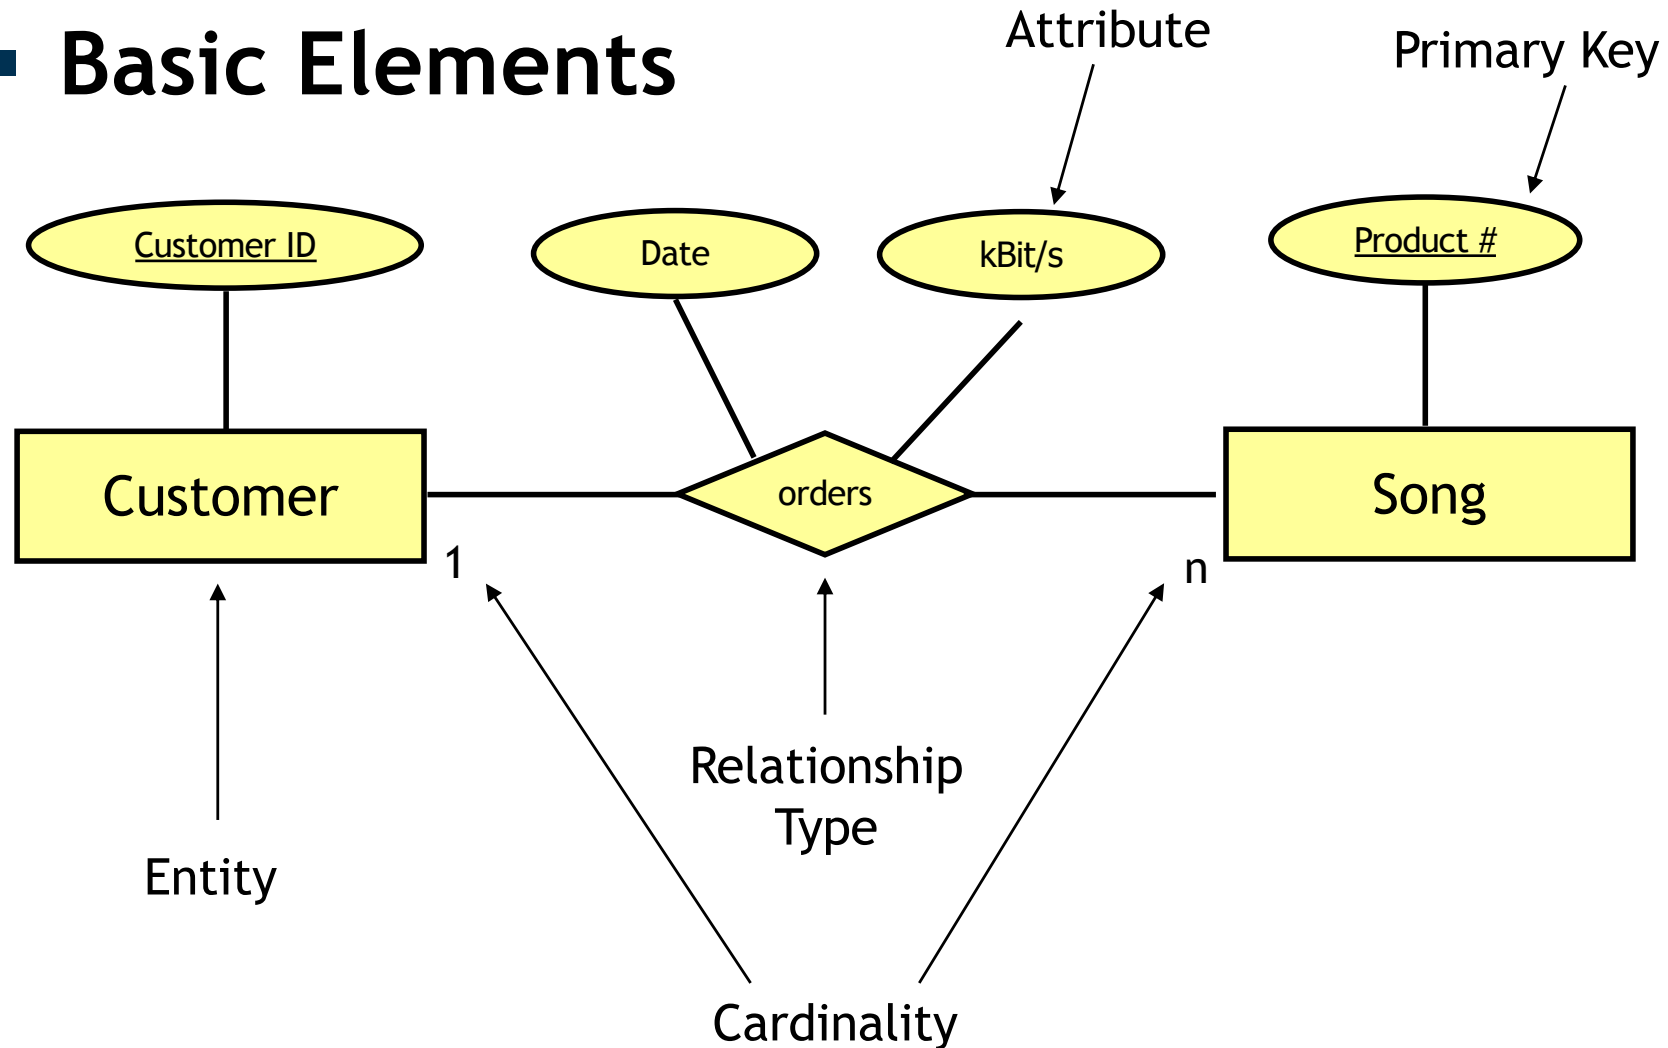 Basic Elements
Attribute
Primary Key
Customer ID
Date
kBit/s
Product #
Customer
orders
Song
1
n
Relationship
Type
Entity
Cardinality